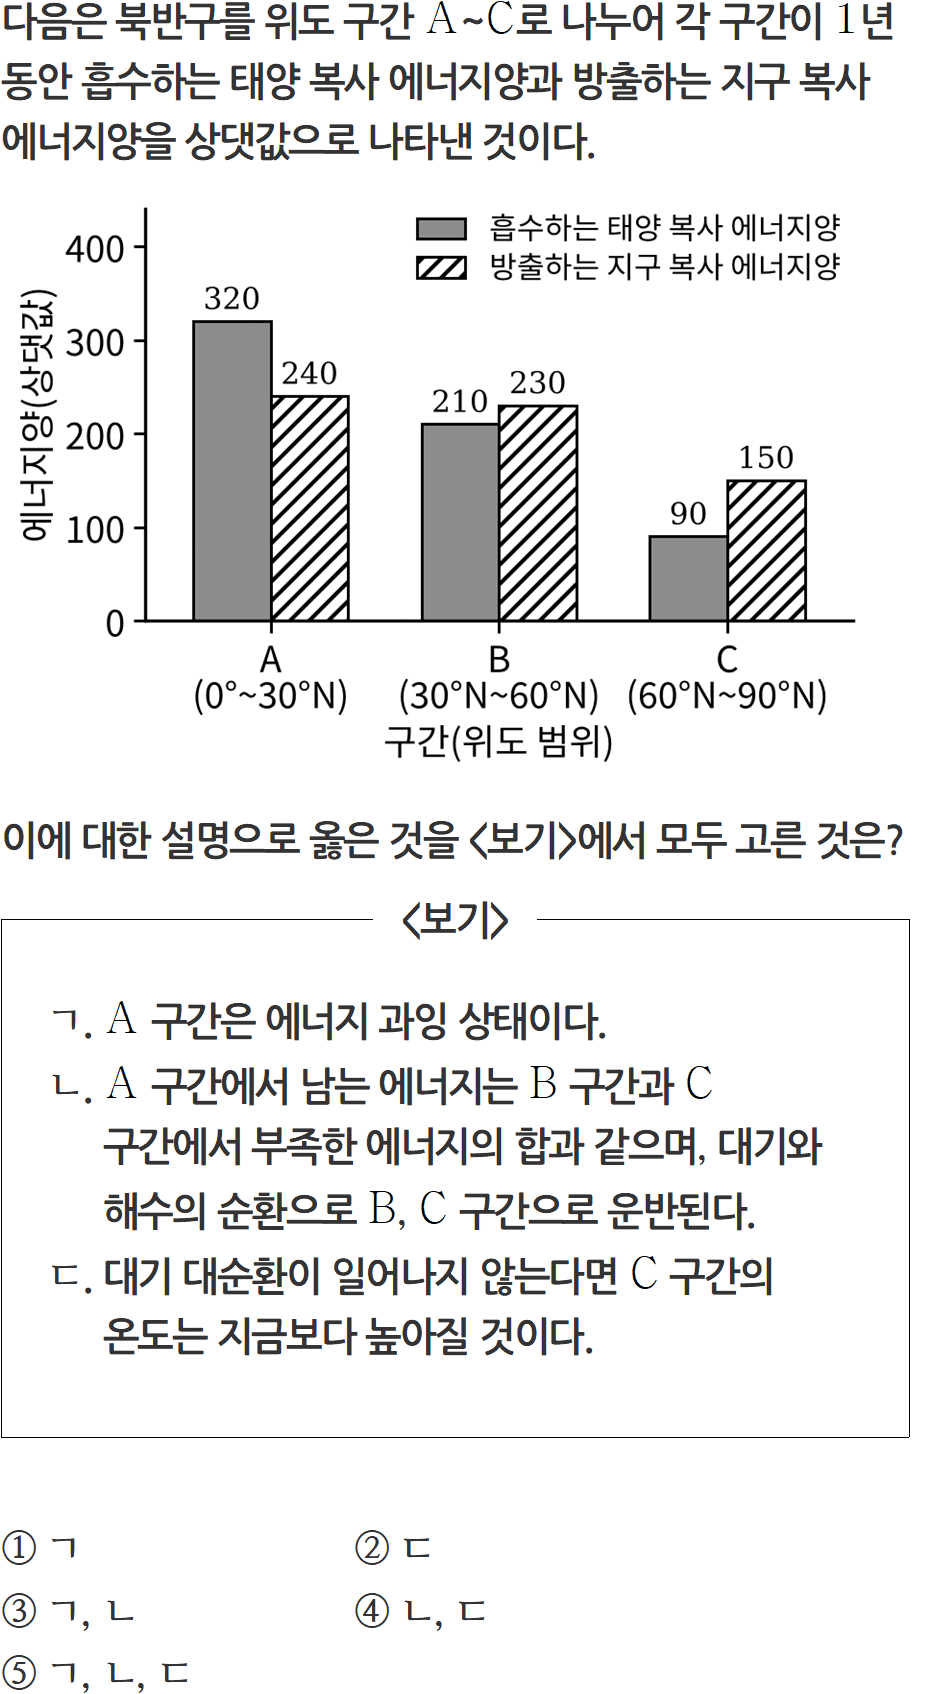 다음은 북반구를 위도 구간 A~C로 나누어 각 구간이 1년
동안 흡수하는 태양 복사 에너지양과 방출하는 지구 복사
에너지양을 상댓값으로 나타낸 것이다.
흡수하는 태양 복사 에너지양
방출하는 지구 복사 에너지양
에너지양(상댓값)
400
300
200
100
0
320
240
210
230
90
150
A
(0°~30°N)
B
(30°N~60°N)
C
(60°N~90°N)
구간(위도 범위)
이에 대한 설명으로 옳은 것을 <보기>에서 모두 고른 것은?
<보기>
ㄱ. A 구간은 에너지 과잉 상태이다.
ㄴ. A 구간에서 남는 에너지는 B 구간과 C
구간에서 부족한 에너지의 합과 같으며, 대기와
해수의 순환으로 B, C 구간으로 운반된다.
ㄷ. 대기 대순환이 일어나지 않는다면 C 구간의
온도는 지금보다 높아질 것이다.
① ㄱ ② ㄷ
③ ㄱ, ㄴ ④ ㄴ, ㄷ
⑤ ㄱ, ㄴ, ㄷ